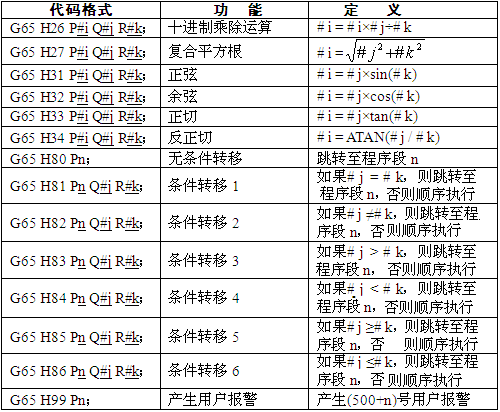 代码格式 功 能 定 义
G65 H26 P#i Q#j R#k； 十进制乘除运算 # i = # i×# j÷# k
G65 H27 P#i Q#j R#k； 复合平方根 # i = √# j² + # k²
G65 H31 P#i Q#j R#k； 正弦 # i = # j×sin(# k)
G65 H32 P#i Q#j R#k； 余弦 # i = # j×cos(# k)
G65 H33 P#i Q#j R#k； 正切 # i = # j×tan(# k)
G65 H34 P#i Q#j R#k； 反正切 # i = ATAN(# j / # k)
G65 H80 Pn； 无条件转移 跳转至程序段 n
G65 H81 Pn Q#j R#k； 条件转移 1 如果# j = # k，则跳转至
程序段 n，否则顺序执行
G65 H82 Pn Q#j R#k； 条件转移 2 如果# j ≠# k，则跳转至程
序段 n，否则顺序执行
G65 H83 Pn Q#j R#k； 条件转移 3 如果# j > # k，则跳转至
程序段 n，否则顺序执行
G65 H84 Pn Q#j R#k； 条件转移 4 如果# j < # k，则跳转至
程序段 n，否则顺序执行
G65 H85 Pn Q#j R#k； 条件转移 5 如果# j ≥# k，则跳转至
程序段 n，否 则顺序执行
G65 H86 Pn Q#j R#k； 条件转移 6 如果#j ≤# k，则跳转至
程序段 n，否则顺序执行
G65 H99 Pn； 产生用户报警 产生(500+n)号用户报警